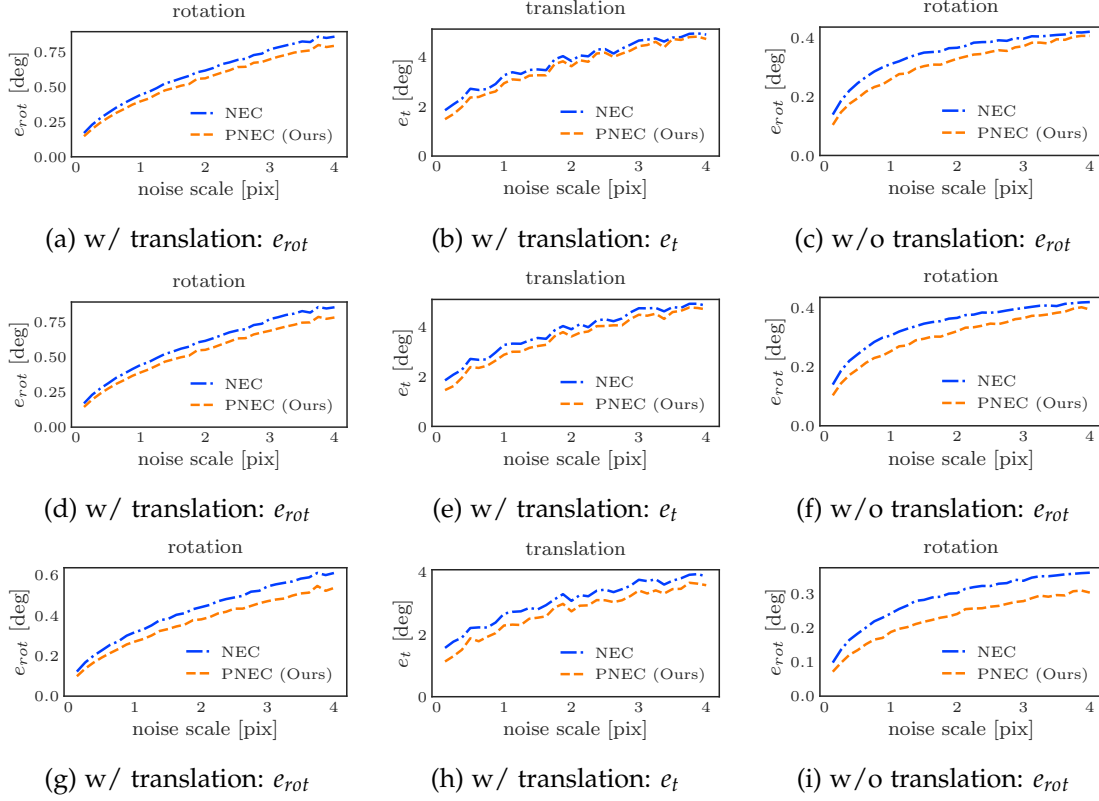 rotation
0.75
0.50
0.25
0.00
e_rot [deg]
NEC
PNEC (Ours)
0 1 2 3 4
noise scale [pix]
(a) w/ translation: e_rot
translation
4
2
0
e_t [deg]
NEC
PNEC (Ours)
0 1 2 3 4
noise scale [pix]
(b) w/ translation: e_t
rotation
0.4
0.2
0.0
e_rot [deg]
NEC
PNEC (Ours)
0 1 2 3 4
noise scale [pix]
(c) w/o translation: e_rot
rotation
0.75
0.50
0.25
0.00
e_rot [deg]
NEC
PNEC (Ours)
0 1 2 3 4
noise scale [pix]
(d) w/ translation: e_rot
translation
4
2
0
e_t [deg]
NEC
PNEC (Ours)
0 1 2 3 4
noise scale [pix]
(e) w/ translation: e_t
rotation
0.4
0.2
0.0
e_rot [deg]
NEC
PNEC (Ours)
0 1 2 3 4
noise scale [pix]
(f) w/o translation: e_rot
rotation
0.6
0.4
0.2
0.0
e_rot [deg]
NEC
PNEC (Ours)
0 1 2 3 4
noise scale [pix]
(g) w/ translation: e_rot
translation
4
2
0
e_t [deg]
NEC
PNEC (Ours)
0 1 2 3 4
noise scale [pix]
(h) w/ translation: e_t
rotation
0.3
0.2
0.1
0.0
e_rot [deg]
NEC
PNEC (Ours)
0 1 2 3 4
noise scale [pix]
(i) w/o translation: e_rot